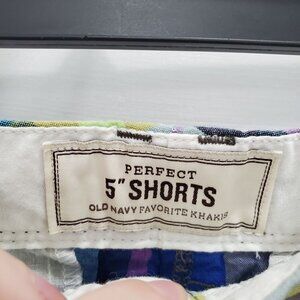 PERFECT
5" SHORTS
OLD NAVY FAVORITE KHAKIS